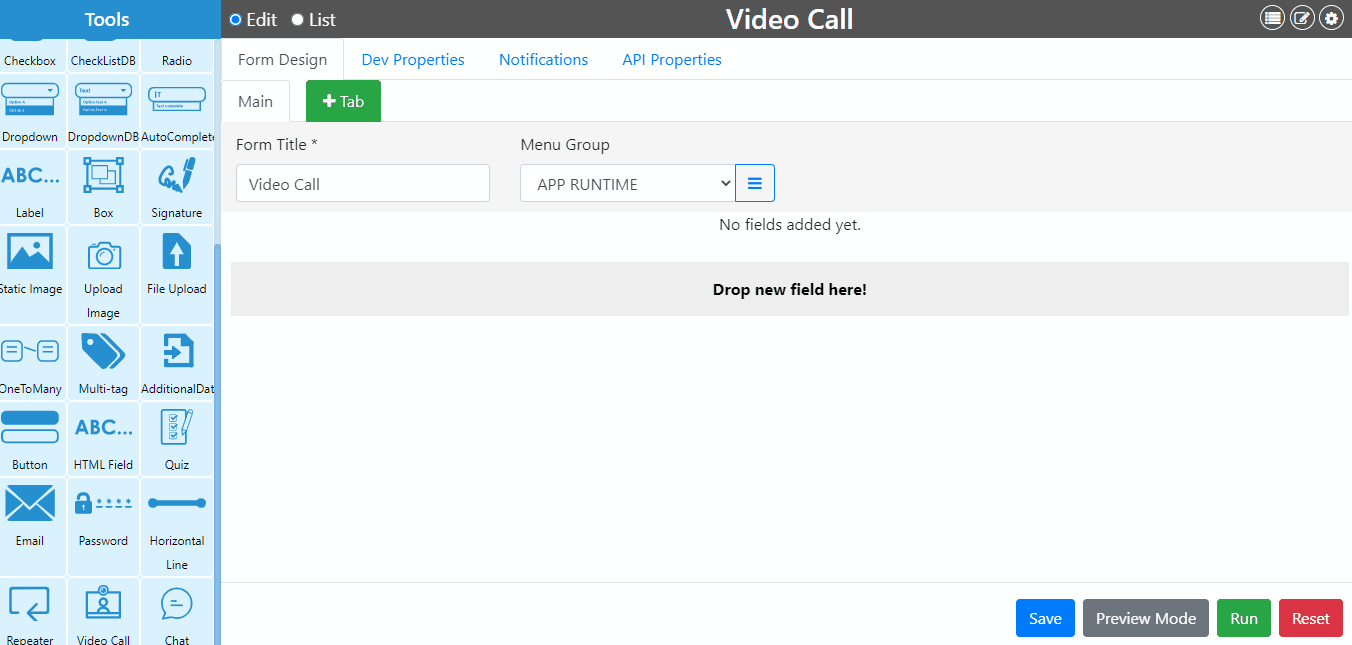 Tools
Edit
List
Video Call
Checkbox
CheckListDB
Radio
Form Design
Dev Properties
Notifications
API Properties
Main
Tab
Dropdown
DropdownDB
AutoComplete
Form Title *
Menu Group
Video Call
APP RUNTIME
ABC...
Label
Box
Signature
No fields added yet.
Static Image
Upload
Image
File Upload
Drop new field here!
OneToMany
Multi-tag
AdditionalDat
Button
ABC...
HTML Field
Quiz
Email
Password
Horizontal
Line
Repeater
Video Call
Chat
Save
Preview Mode
Run
Reset